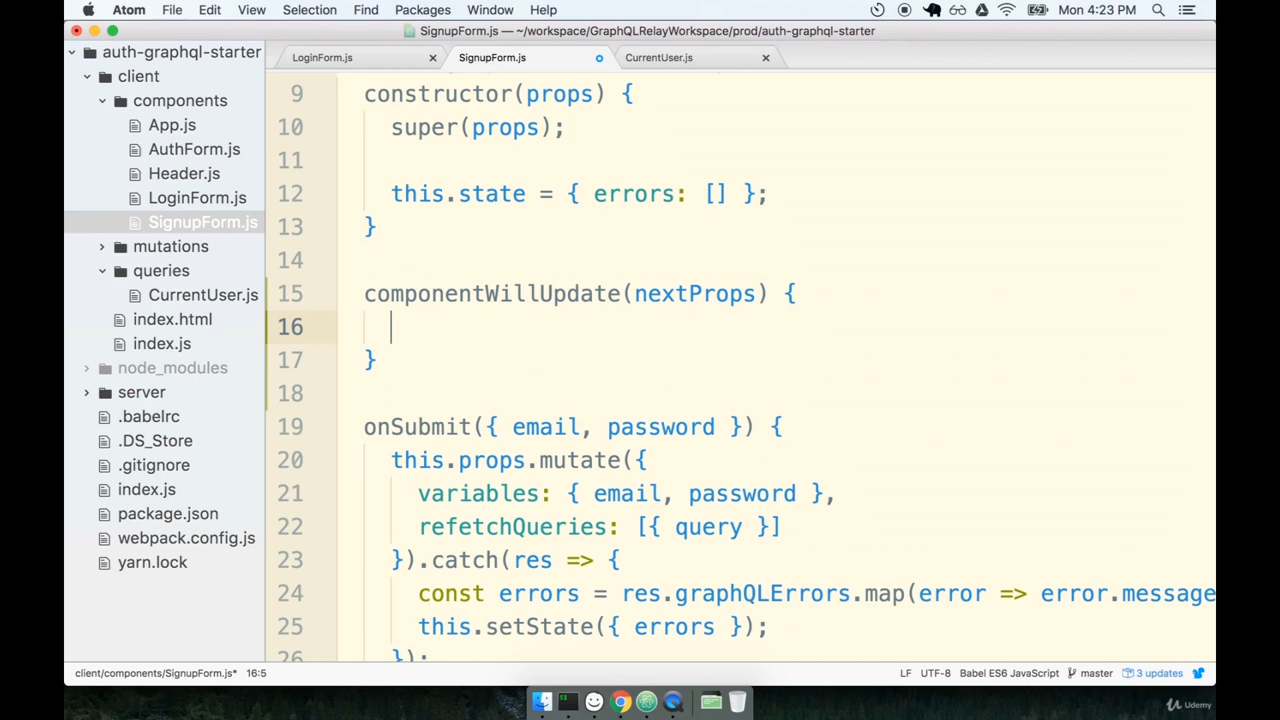 Atom File Edit View Selection Find Packages Window Help Mon 4:23 PM
SignupForm.js — ~/workspace/GraphQLRelayWorkspace/prod/auth-graphql-starter
auth-graphql-starter
client
components
App.js
AuthForm.js
Header.js
LoginForm.js
SignupForm.js
mutations
queries
CurrentUser.js
index.html
index.js
node_modules
server
.babelrc
.DS_Store
.gitignore
index.js
package.json
webpack.config.js
yarn.lock
LoginForm.js SignupForm.js CurrentUser.js
9 constructor(props) {
10 super(props);
11
12 this.state = { errors: [] };
13 }
14
15 componentWillUpdate(nextProps) {
16
17 }
18
19 onSubmit({ email, password }) {
20 this.props.mutate({
21 variables: { email, password },
22 refetchQueries: [{ query }]
23 }).catch(res => {
24 const errors = res.graphQLErrors.map(error => error.message
25 this.setState({ errors });
26 });
client/components/SignupForm.js* 16:5 LF UTF-8 Babel ES6 JavaScript master 3 updates
Udemy